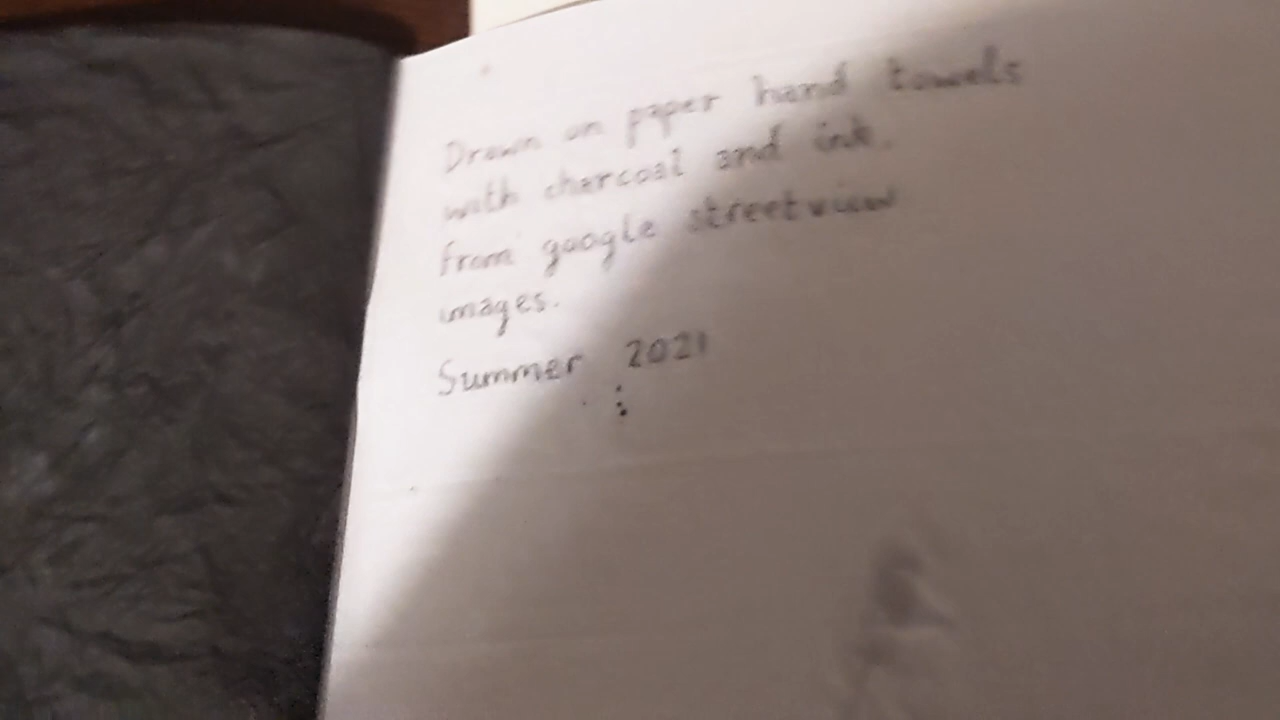 Drawn on paper hand towels
with charcoal and ink.
from google streetview
images.
Summer 2021